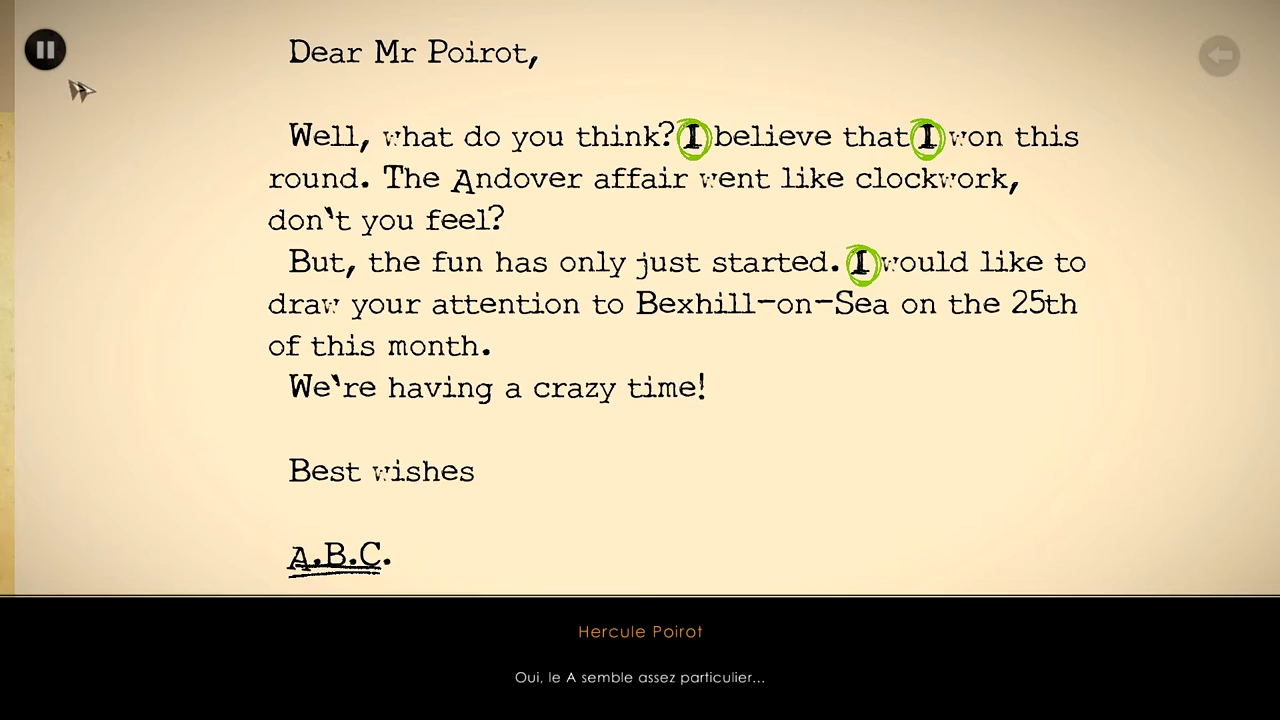 Dear Mr Poirot,
Well, what do you think? I believe that I won this
round. The Andover affair went like clockwork,
don't you feel?
But, the fun has only just started. I would like to
draw your attention to Bexhill-on-Sea on the 25th
of this month.
We're having a crazy time!
Best wishes
A.B.C.
Hercule Poirot
Oui, le A semble assez particulier...